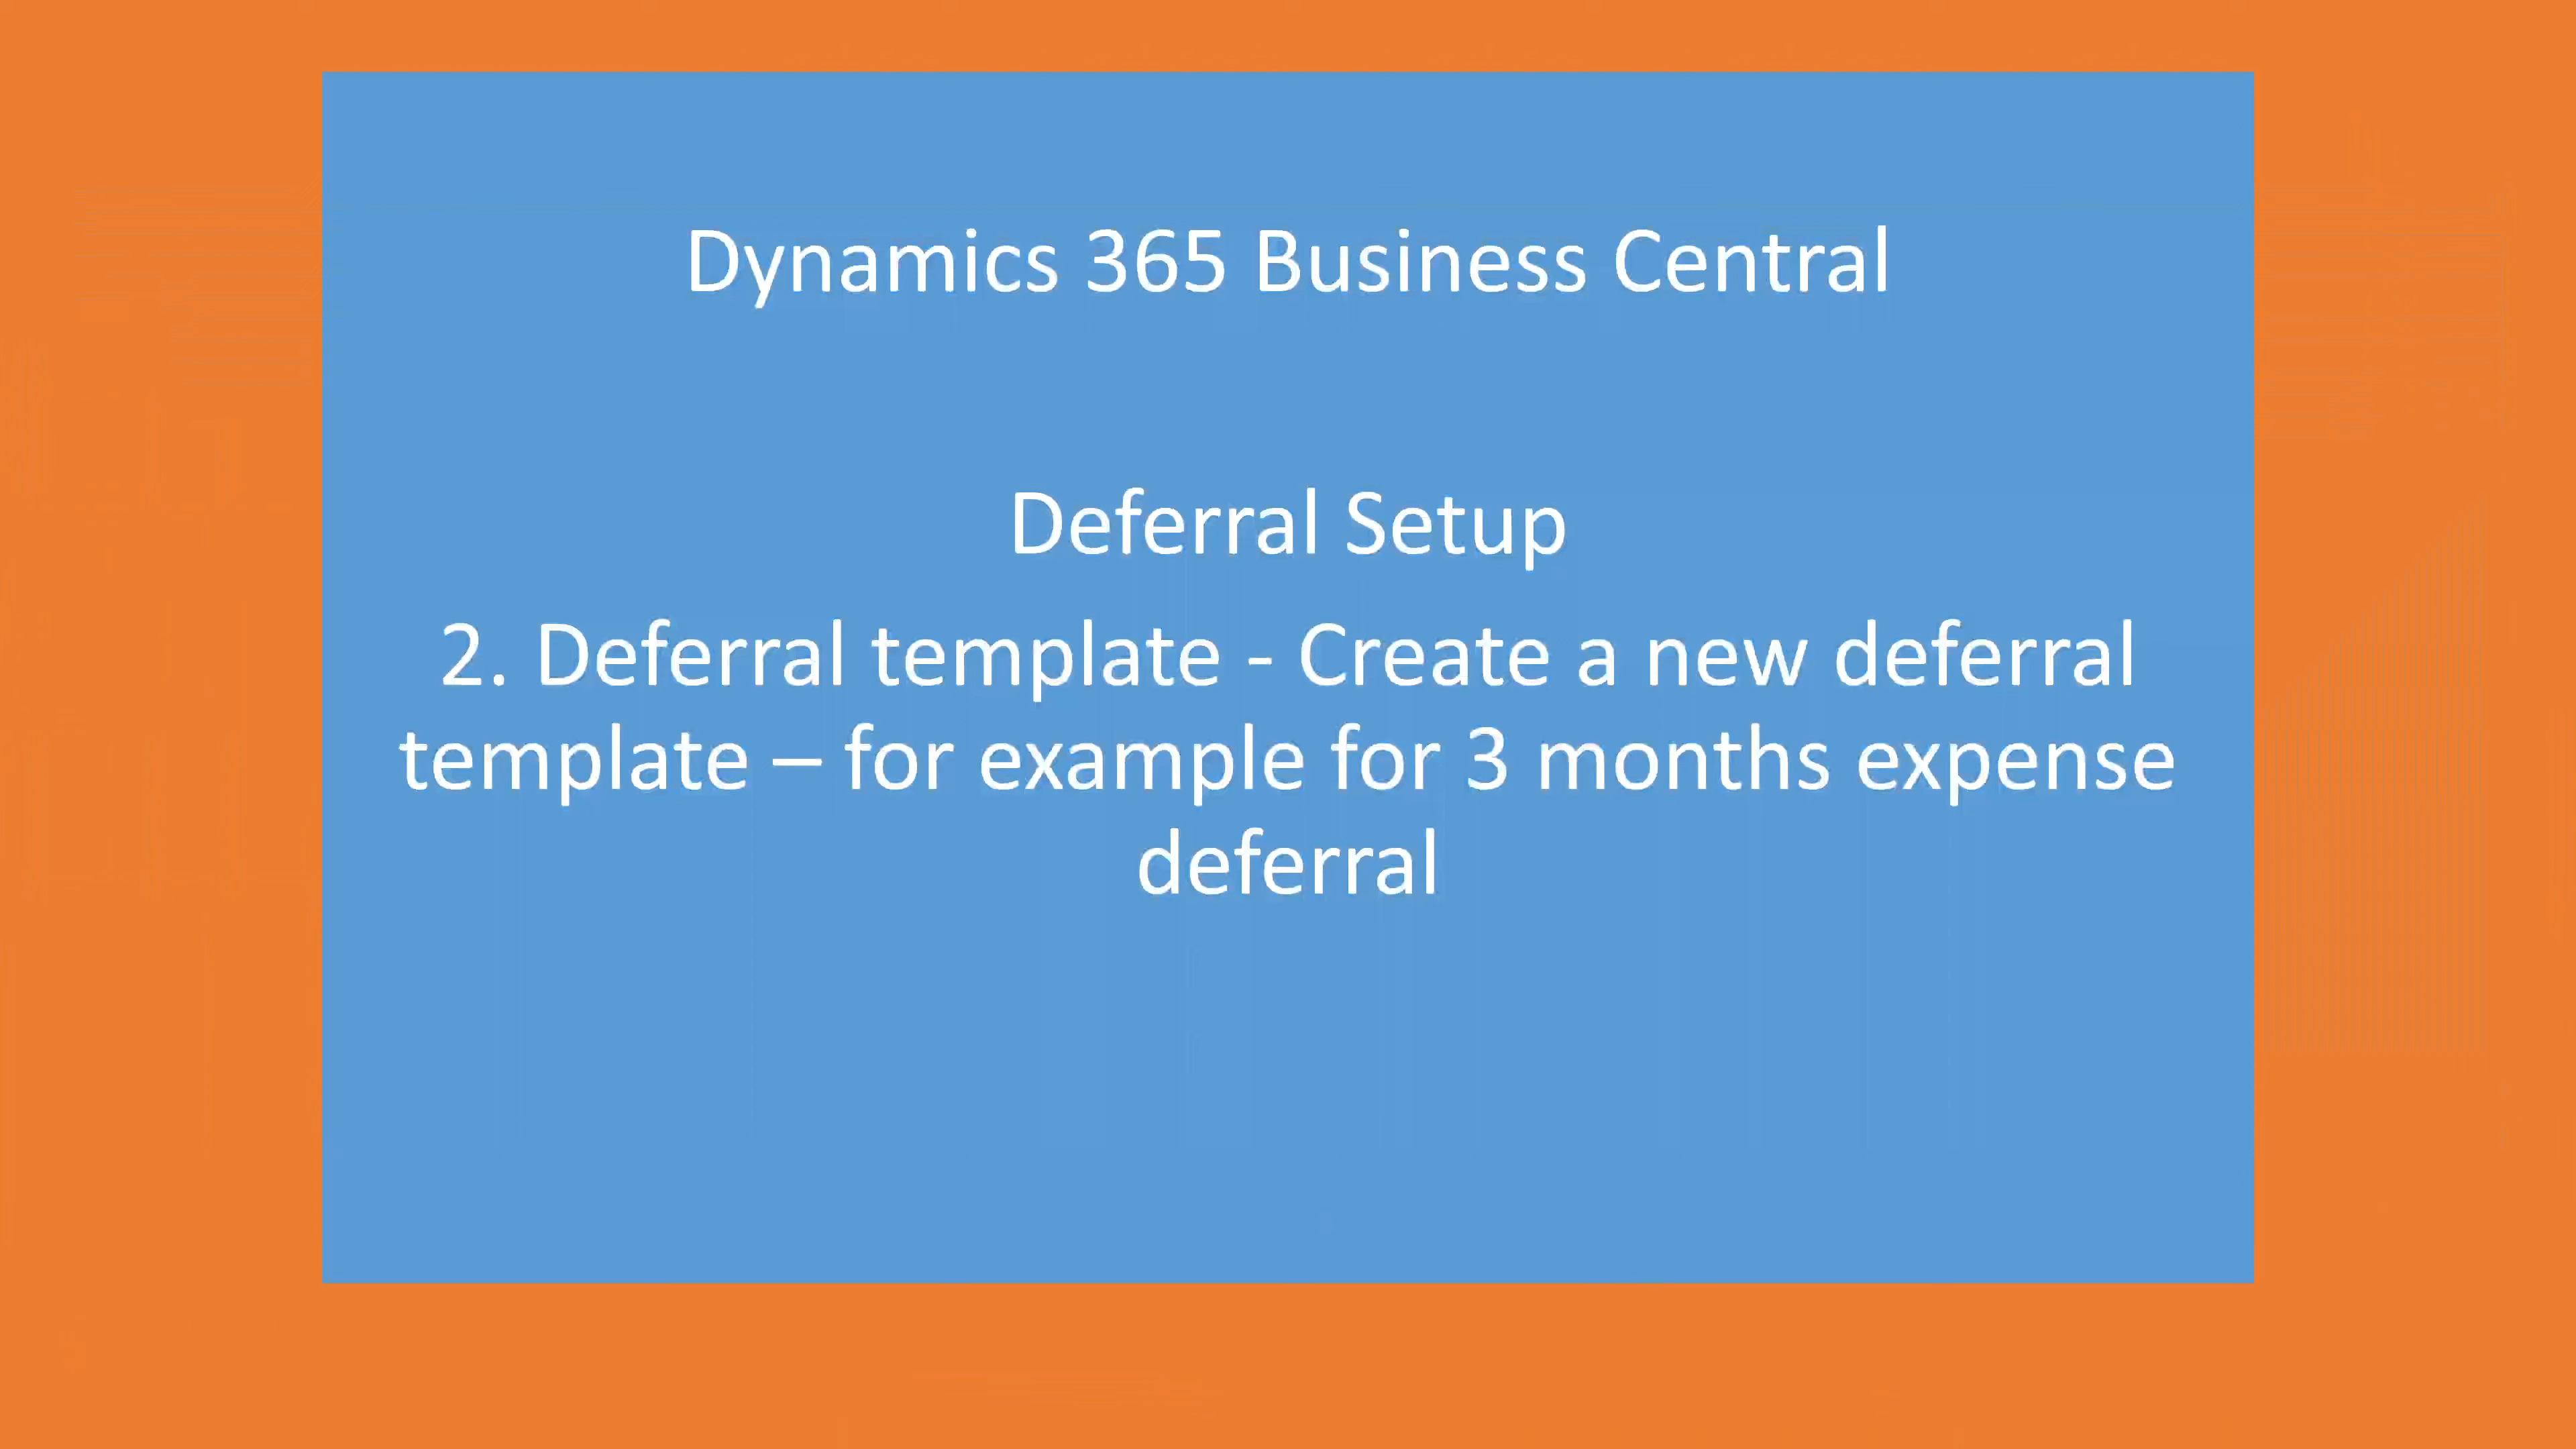 Dynamics 365 Business Central
Deferral Setup
2. Deferral template - Create a new deferral
template – for example for 3 months expense
deferral